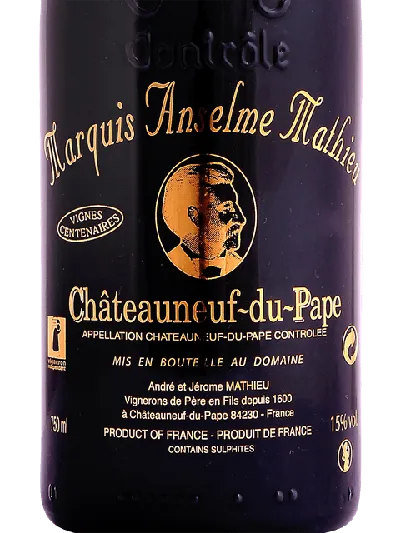 Contrôle
Marquis Anselme Mathieu
VIGNES
CENTENAIRES
Châteauneuf~du~Pape
APPELLATION CHATEAUNEUF-DU-PAPE CONTROLÉE
MIS EN BOUTEILLE AU DOMAINE
André et Jérome MATHIEU
Vignerons de Père en Fils depuis 1600
à Châteauneuf-du-Pape 84230 - France
750 ml
15%vol.
PRODUCT OF FRANCE - PRODUIT DE FRANCE
CONTAINS SULPHITES